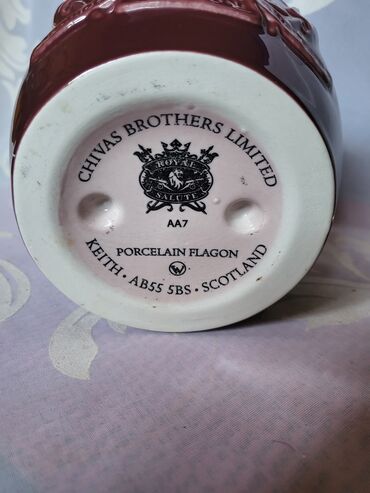 CHIVAS BROTHERS LIMITED
ROYAL
SALUTE
AA7
PORCELAIN FLAGON
W
KEITH · AB55 5BS · SCOTLAND